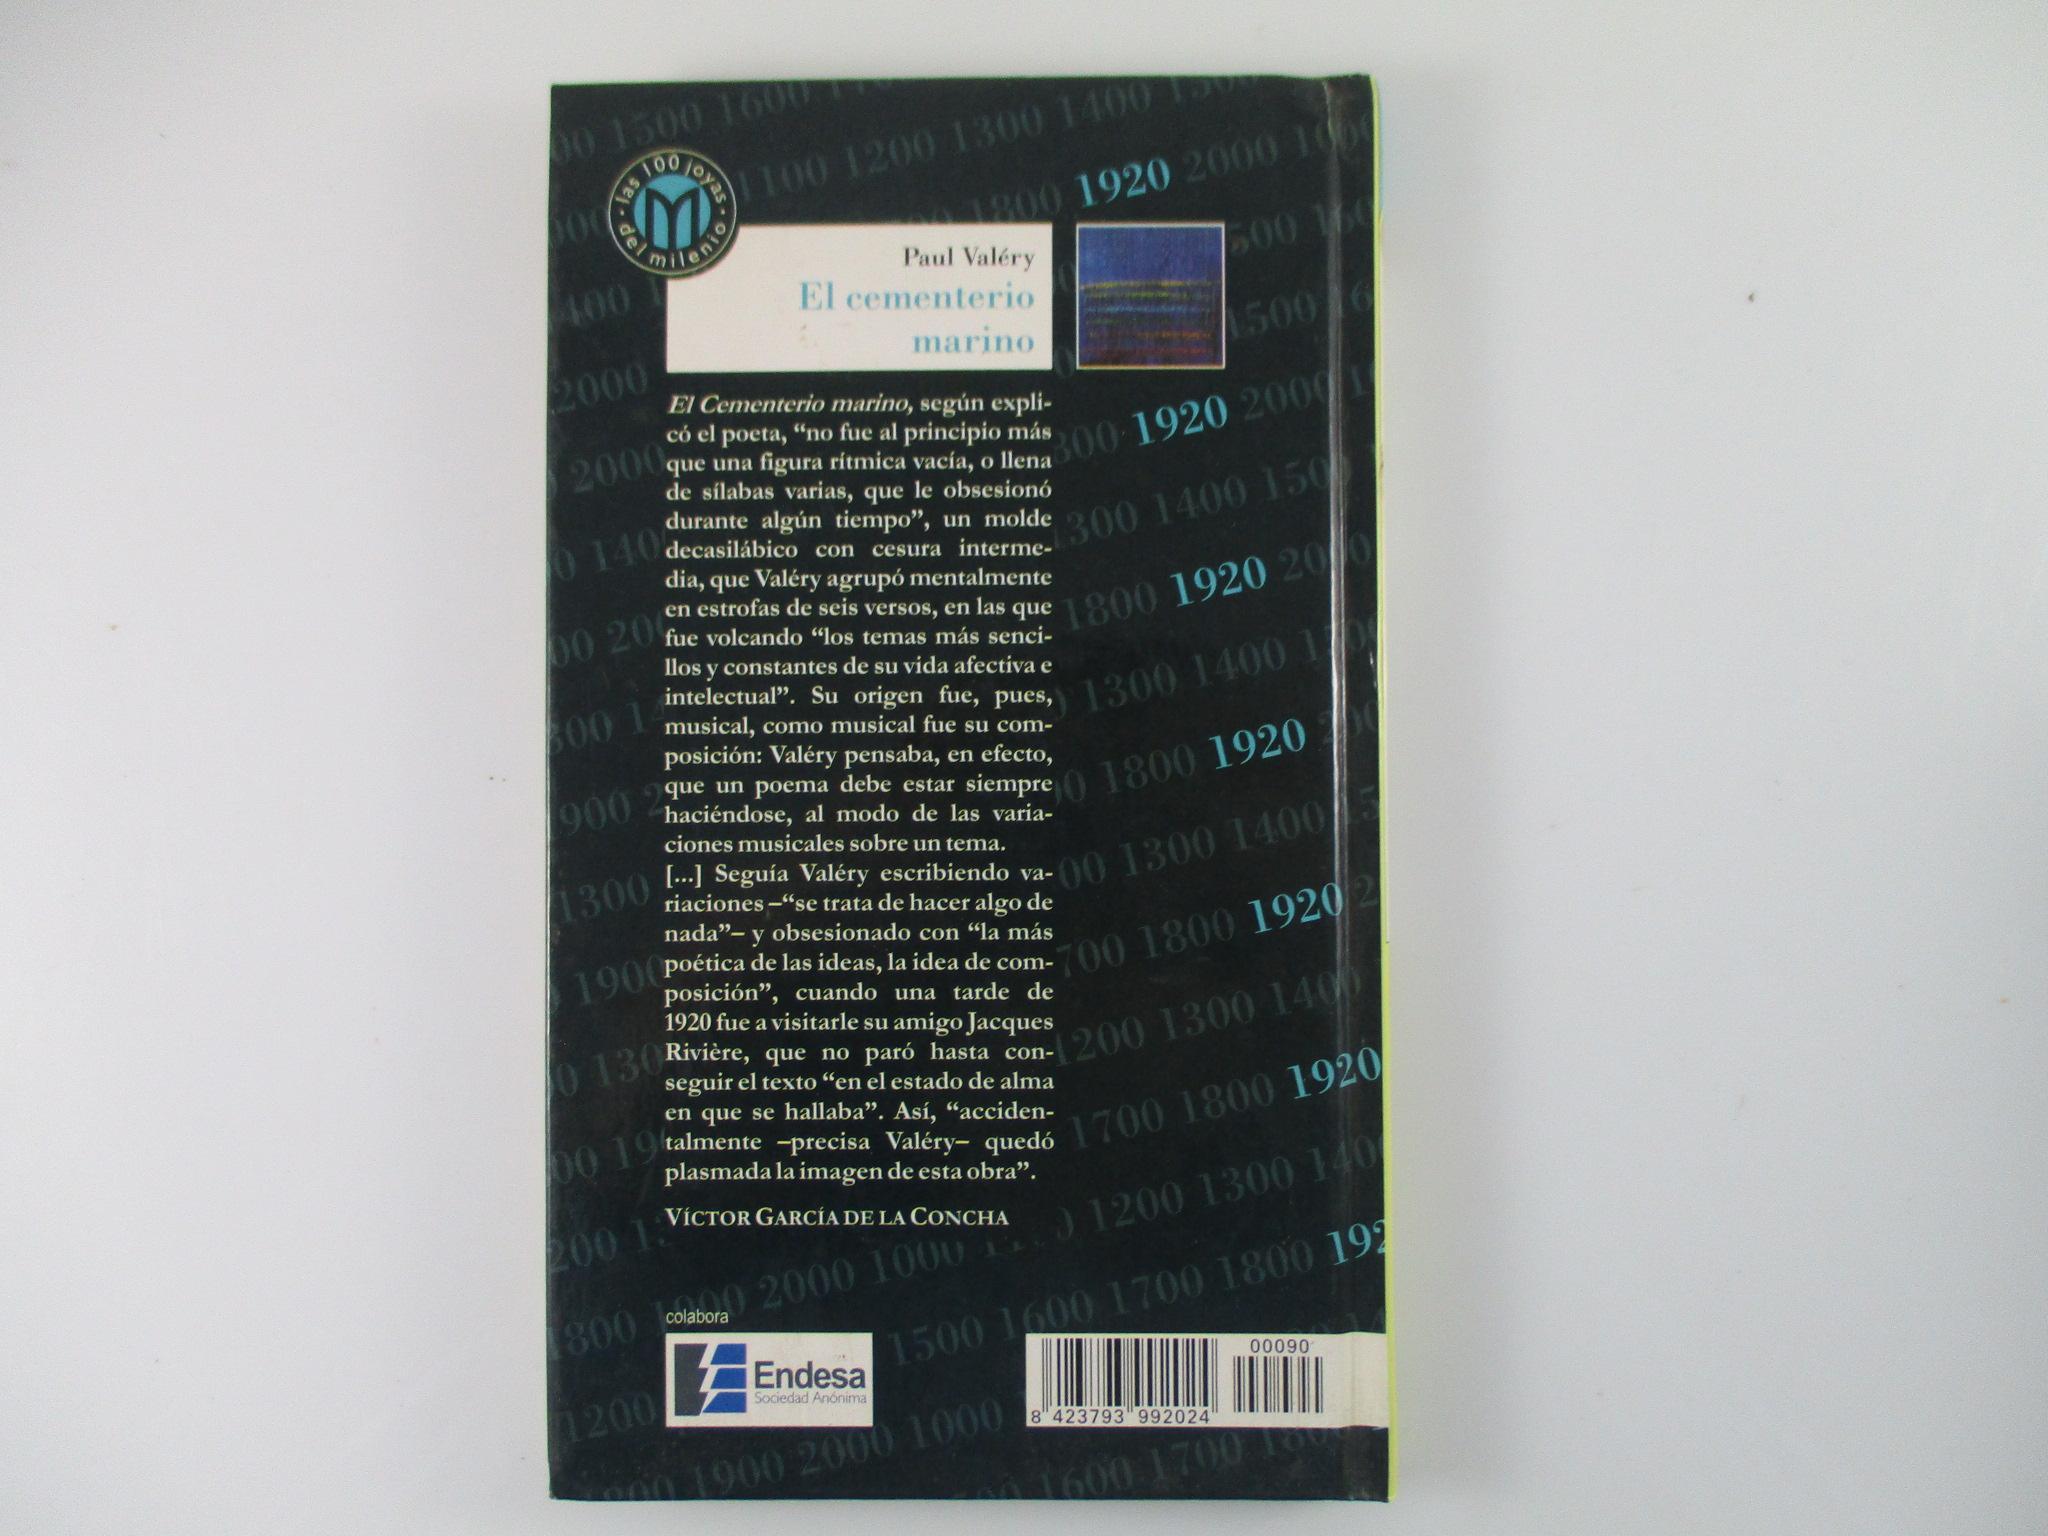 las 100 joyas del milenio
M
1920
Paul Valéry
El cementerio
marino
El Cementerio marino, según expli-
có el poeta, “no fue al principio más
que una figura rítmica vacía, o llena
de sílabas varias, que le obsesionó
durante algún tiempo”, un molde
decasilábico con cesura interme-
dia, que Valéry agrupó mentalmente
en estrofas de seis versos, en las que
fue volcando “los temas más senci-
llos y constantes de su vida afectiva e
intelectual”. Su origen fue, pues,
musical, como musical fue su com-
posición: Valéry pensaba, en efecto,
que un poema debe estar siempre
haciéndose, al modo de las varia-
ciones musicales sobre un tema.
[...] Seguía Valéry escribiendo va-
riaciones –“se trata de hacer algo de
nada”– y obsesionado con “la más
poética de las ideas, la idea de com-
posición”, cuando una tarde de
1920 fue a visitarle su amigo Jacques
Rivière, que no paró hasta con-
seguir el texto “en el estado de alma
en que se hallaba”. Así, “acciden-
talmente –precisa Valéry– quedó
plasmada la imagen de esta obra”.
VÍCTOR GARCÍA DE LA CONCHA
1920
1920
1920
1920
1920
192
colabora
Endesa
Sociedad Anónima
00090
8 423793 992024